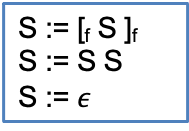 S := [f S ]f
S := S S
S := ϵ